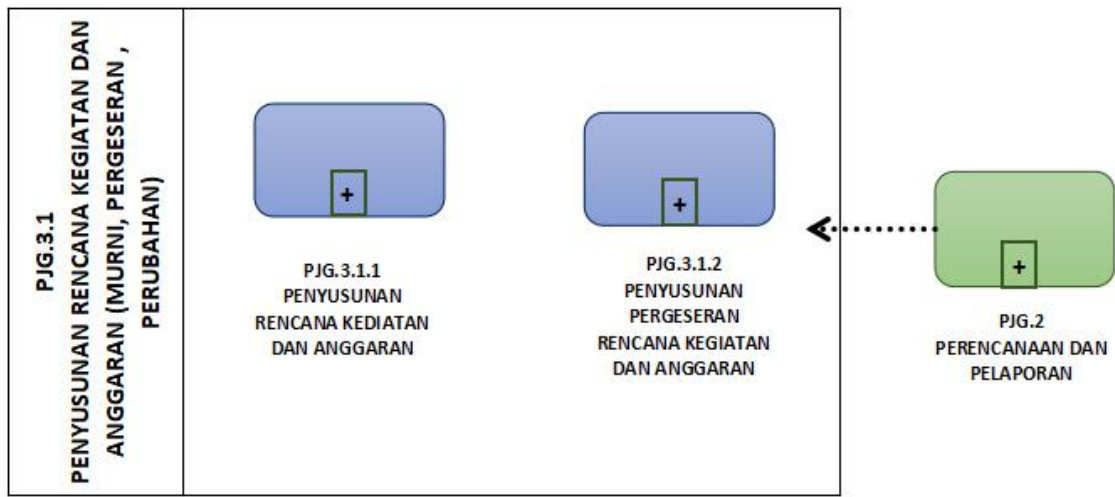 PJG.3.1
PENYUSUNAN RENCANA KEGIATAN DAN
ANGGARAN (MURNI, PERGESERAN ,
PERUBAHAN)
+
PJG.3.1.1
PENYUSUNAN
RENCANA KEDIATAN
DAN ANGGARAN
+
PJG.3.1.2
PENYUSUNAN
PERGESERAN
RENCANA KEGIATAN
DAN ANGGARAN
+
PJG.2
PERENCANAAN DAN
PELAPORAN